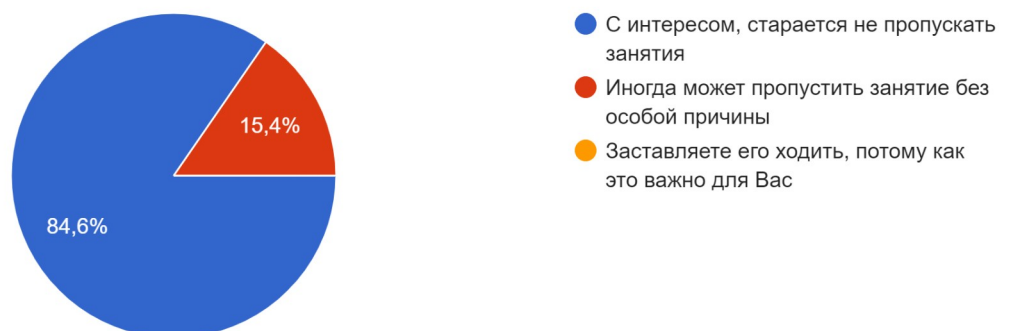 С интересом, старается не пропускать
занятия
Иногда может пропустить занятие без
особой причины
Заставляете его ходить, потому как
это важно для Вас
15,4%
84,6%